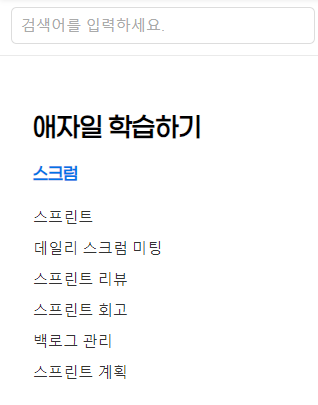 검색어를 입력하세요.
애자일 학습하기
스크럼
스프린트
데일리 스크럼 미팅
스프린트 리뷰
스프린트 회고
백로그 관리
스프린트 계획